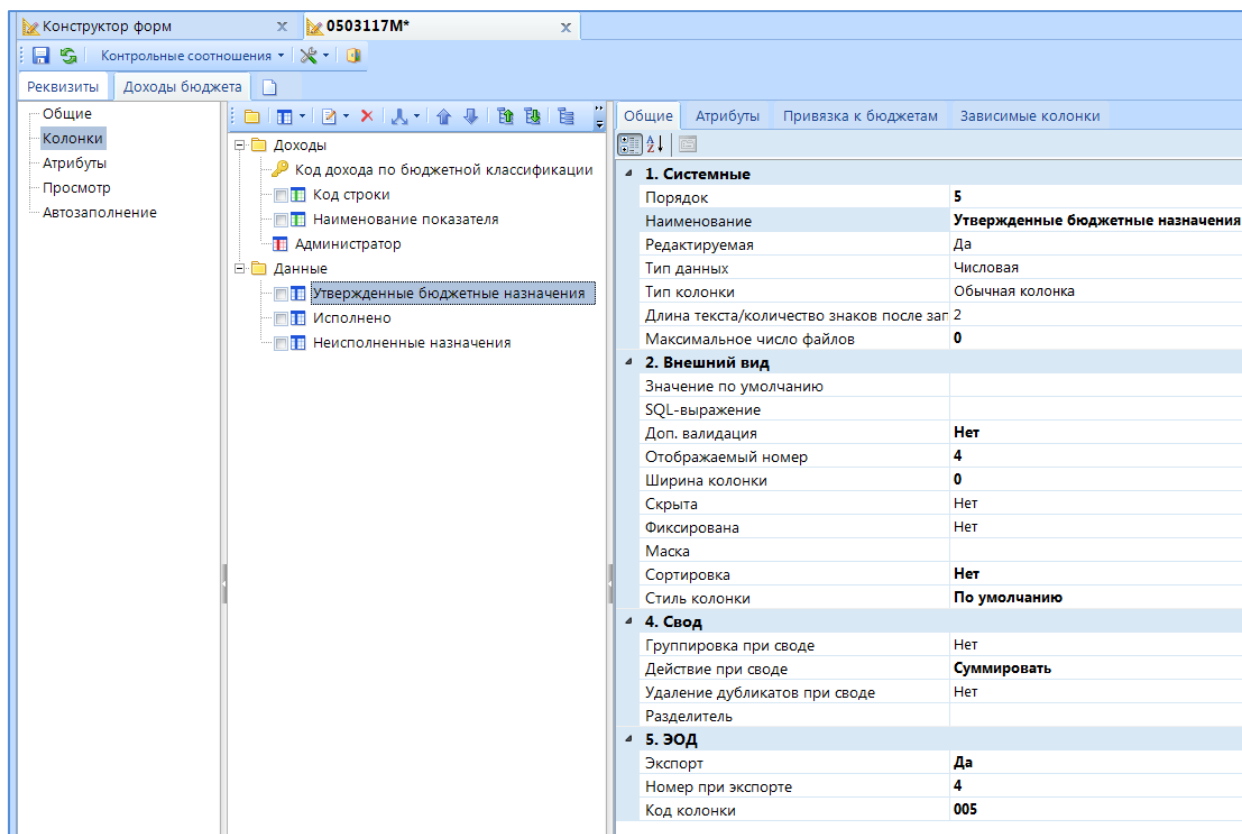 Конструктор форм x 0503117M* x
Контрольные соотношения
Реквизиты Доходы бюджета
Общие
Колонки
Атрибуты
Просмотр
Автозаполнение
Доходы
Код дохода по бюджетной классификации
Код строки
Наименование показателя
Администратор
Данные
Утвержденные бюджетные назначения
Исполнено
Неисполненные назначения
Общие Атрибуты Привязка к бюджетам Зависимые колонки
1. Системные
Порядок 5
Наименование Утвержденные бюджетные назначения
Редактируемая Да
Тип данных Числовая
Тип колонки Обычная колонка
Длина текста/количество знаков после зап 2
Максимальное число файлов 0
2. Внешний вид
Значение по умолчанию
SQL-выражение
Доп. валидация Нет
Отображаемый номер 4
Ширина колонки 0
Скрыта Нет
Фиксирована Нет
Маска
Сортировка Нет
Стиль колонки По умолчанию
4. Свод
Группировка при своде Нет
Действие при своде Суммировать
Удаление дубликатов при своде Нет
Разделитель
5. ЭОД
Экспорт Да
Номер при экспорте 4
Код колонки 005